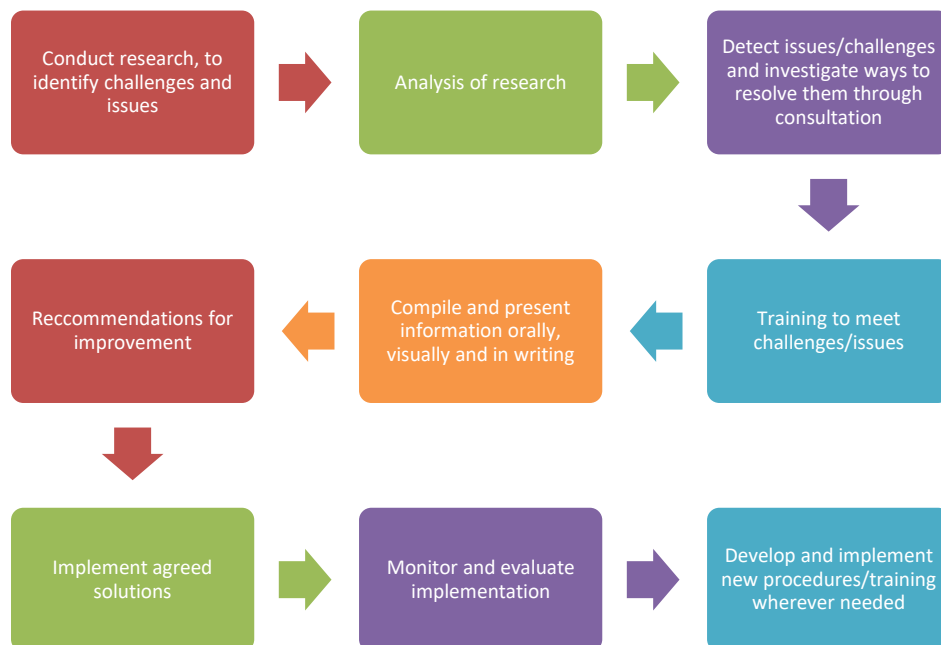 Conduct research, to
identify challenges and
issues
Analysis of research
Detect issues/challenges
and investigate ways to
resolve them through
consultation
Training to meet
challenges/issues
Compile and present
information orally,
visually and in writing
Reccommendations for
improvement
Implement agreed
solutions
Monitor and evaluate
implementation
Develop and implement
new procedures/training
wherever needed